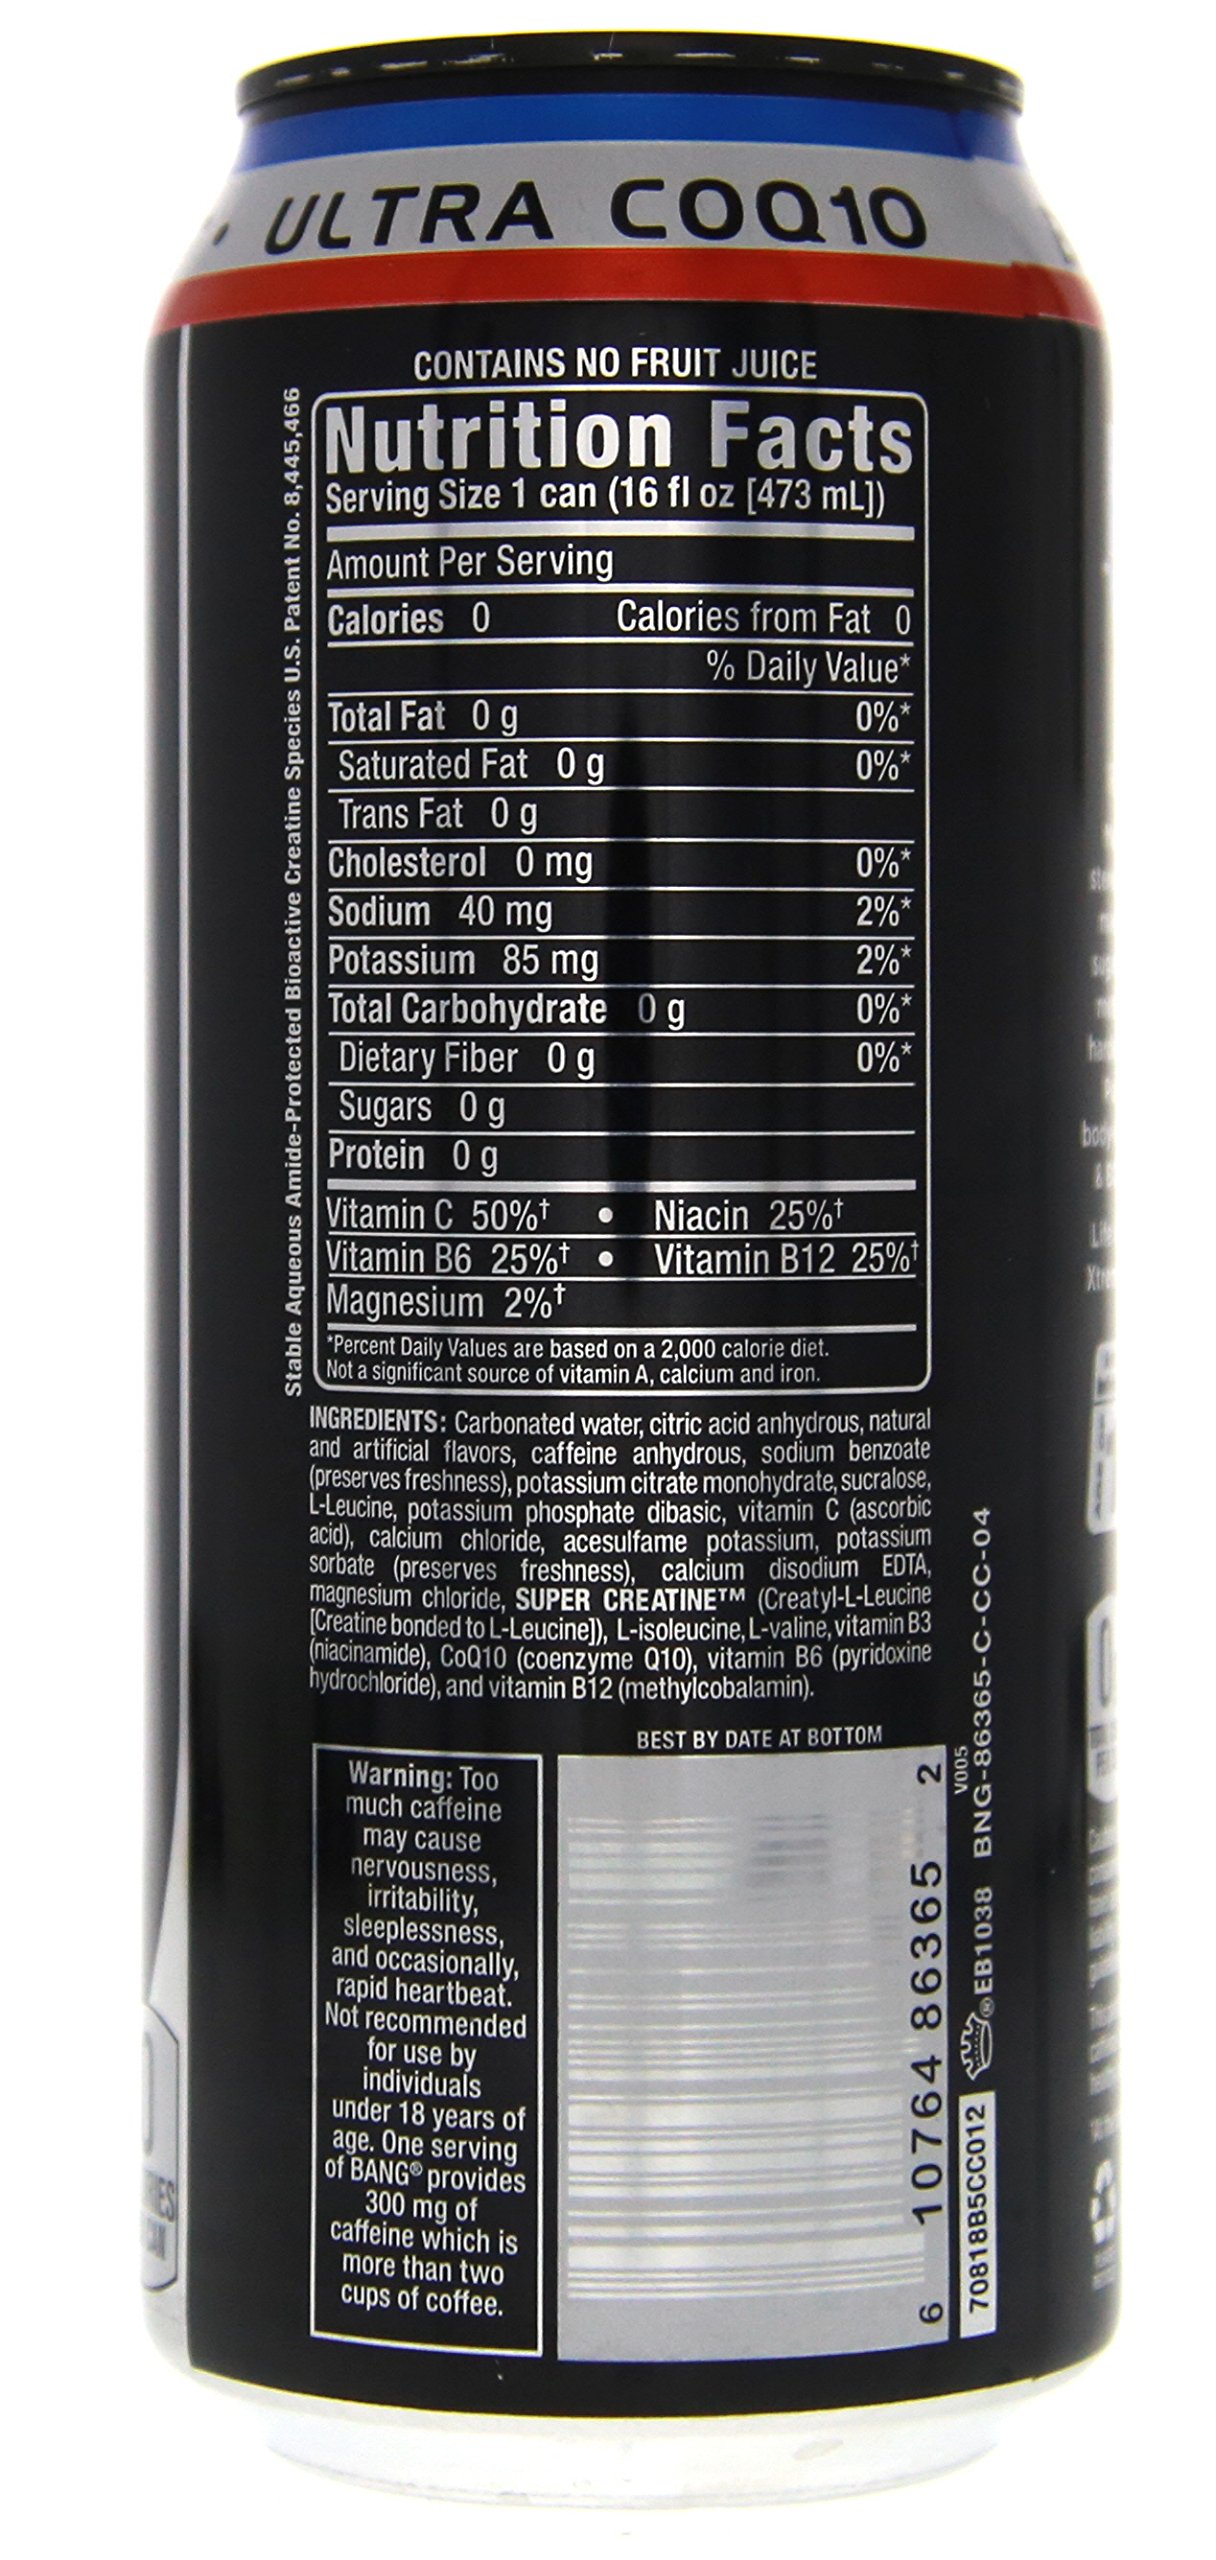 ULTRA COQ10
CONTAINS NO FRUIT JUICE
Stable Aqueous Amide-Protected Bioactive Creatine Species U.S. Patent No. 8,445,466
Nutrition Facts
Serving Size 1 can (16 fl oz [473 mL])
Amount Per Serving
Calories 0 Calories from Fat 0
% Daily Value*
Total Fat 0 g 0%*
Saturated Fat 0 g 0%*
Trans Fat 0 g
Cholesterol 0 mg 0%*
Sodium 40 mg 2%*
Potassium 85 mg 2%*
Total Carbohydrate 0 g 0%*
Dietary Fiber 0 g 0%*
Sugars 0 g
Protein 0 g
Vitamin C 50%† • Niacin 25%†
Vitamin B6 25%† • Vitamin B12 25%†
Magnesium 2%†
*Percent Daily Values are based on a 2,000 calorie diet.
Not a significant source of vitamin A, calcium and iron.
INGREDIENTS: Carbonated water, citric acid anhydrous, natural
and artificial flavors, caffeine anhydrous, sodium benzoate
(preserves freshness), potassium citrate monohydrate, sucralose,
L-Leucine, potassium phosphate dibasic, vitamin C (ascorbic
acid), calcium chloride, acesulfame potassium, potassium
sorbate (preserves freshness), calcium disodium EDTA,
magnesium chloride, SUPER CREATINE™ (Creatyl-L-Leucine
[Creatine bonded to L-Leucine]), L-isoleucine, L-valine, vitamin B3
(niacinamide), CoQ10 (coenzyme Q10), vitamin B6 (pyridoxine
hydrochloride), and vitamin B12 (methylcobalamin).
BEST BY DATE AT BOTTOM
Warning: Too
much caffeine
may cause
nervousness,
irritability,
sleeplessness,
and occasionally,
rapid heartbeat.
Not recommended
for use by
individuals
under 18 years of
age. One serving
of BANG® provides
300 mg of
caffeine which is
more than two
cups of coffee.
6 10764 86365 2
70818B5CC012
®EB1038 BNG-86365-C-CC-04
V005